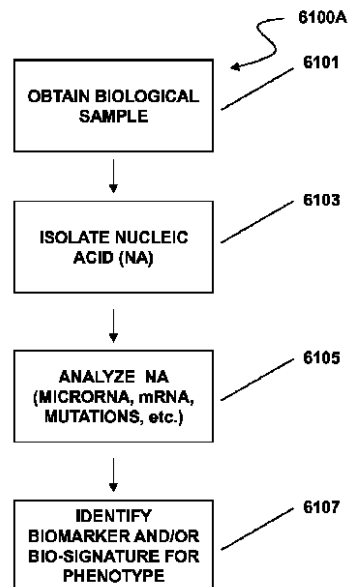 6100A
6101
OBTAIN BIOLOGICAL
SAMPLE
6103
ISOLATE NUCLEIC
ACID (NA)
6105
ANALYZE NA
(MICRORNA, mRNA,
MUTATIONS, etc.)
6107
IDENTIFY
BIOMARKER AND/OR
BIO-SIGNATURE FOR
PHENOTYPE